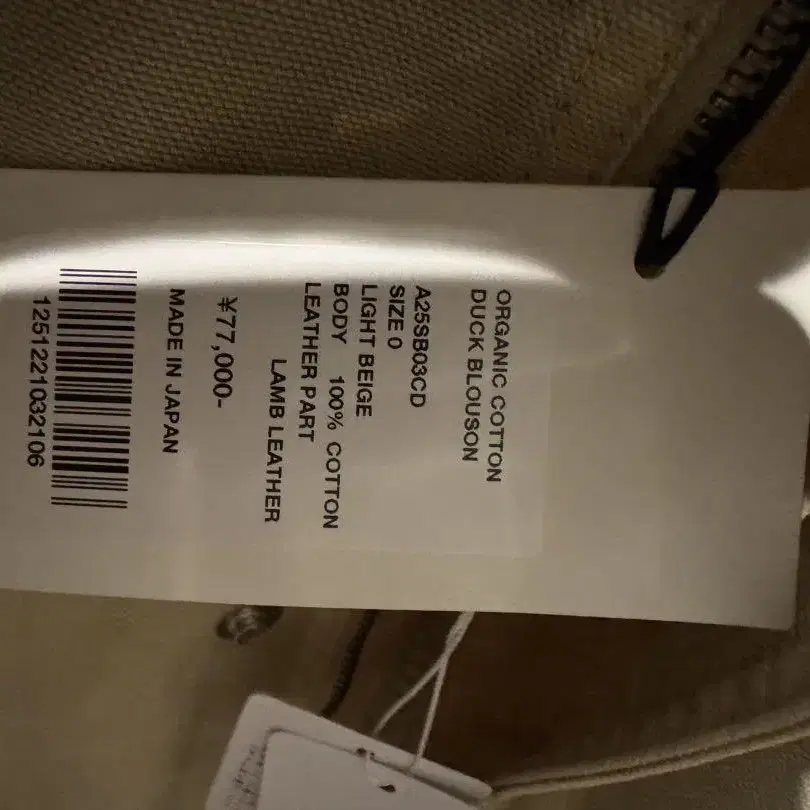 ORGANIC COTTON
DUCK BLOUSON
A25SB03CD
SIZE 0
LIGHT BEIGE
BODY 100% COTTON
LEATHER PART
LAMB LEATHER
¥77,000-
MADE IN JAPAN
1251221032106